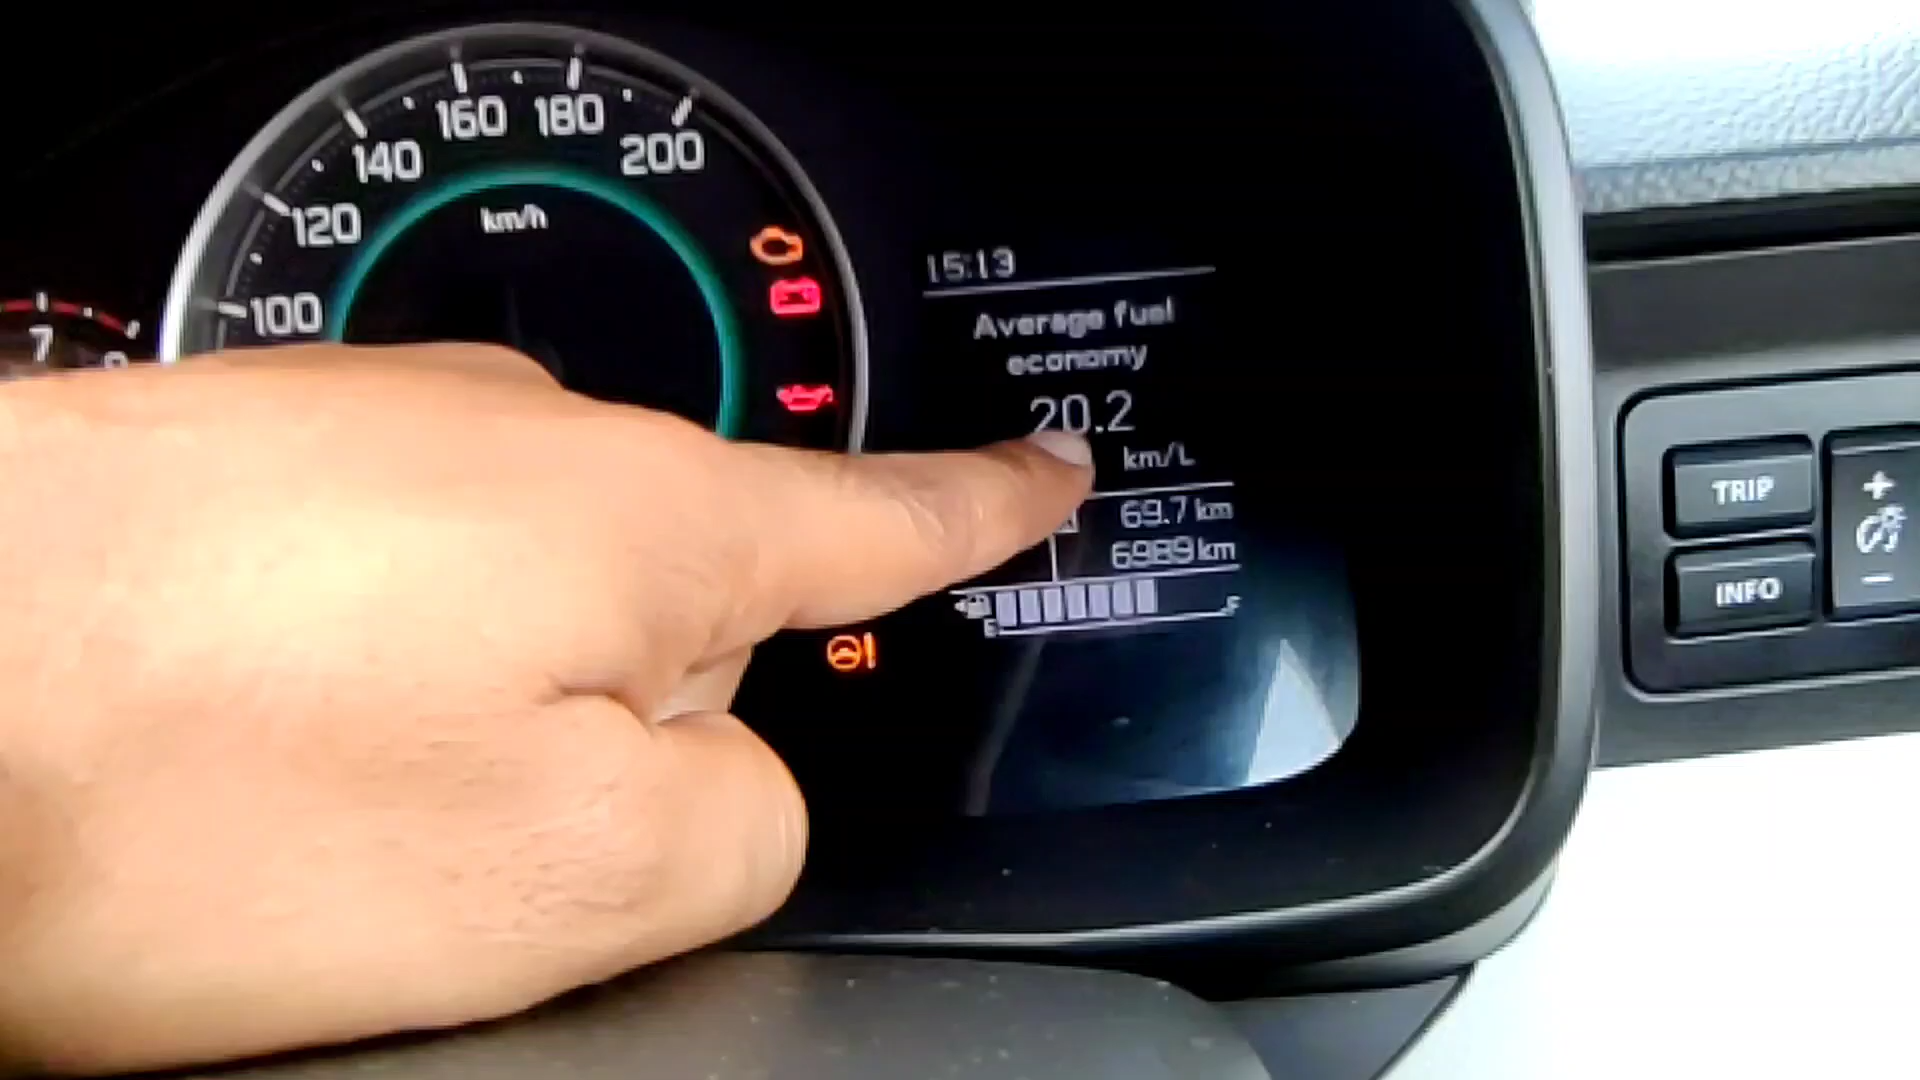 160 180
140 200
120
km/h
100
7
15:13
Average fuel
economy
20.2
km/L
69.7 km
6989 km
E F
TRIP
+
-
INFO